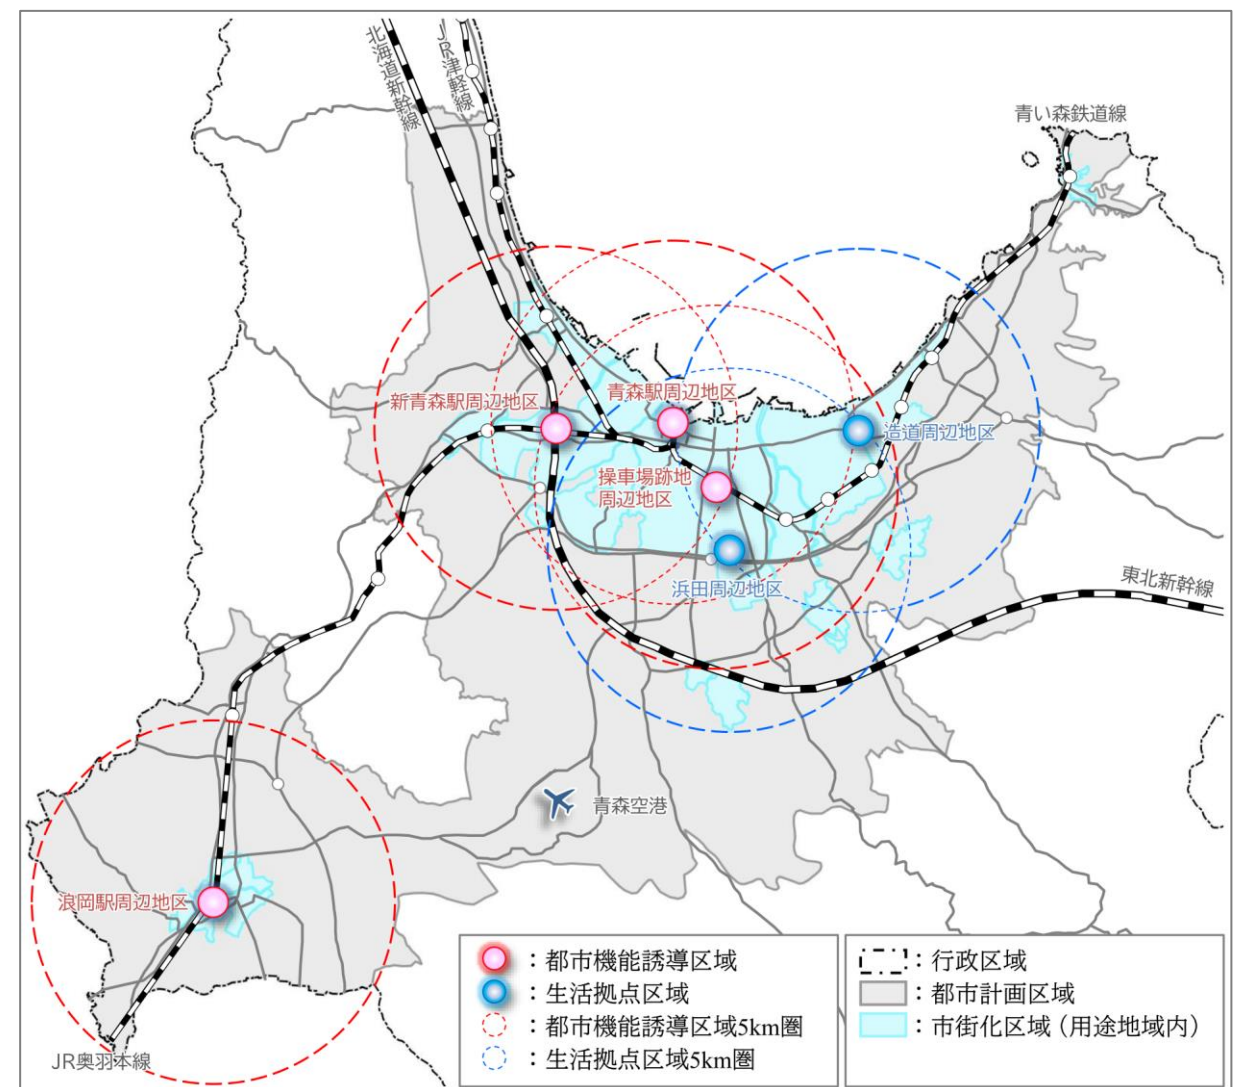 北海道新幹線
JR津軽線
青い森鉄道線
新青森駅周辺地区
青森駅周辺地区
造道周辺地区
操車場跡地
周辺地区
浜田周辺地区
東北新幹線
青森空港
浪岡駅周辺地区
JR奥羽本線
：都市機能誘導区域
：生活拠点区域
：都市機能誘導区域5km圏
：生活拠点区域5km圏
：行政区域
：都市計画区域
：市街化区域（用途地域内）